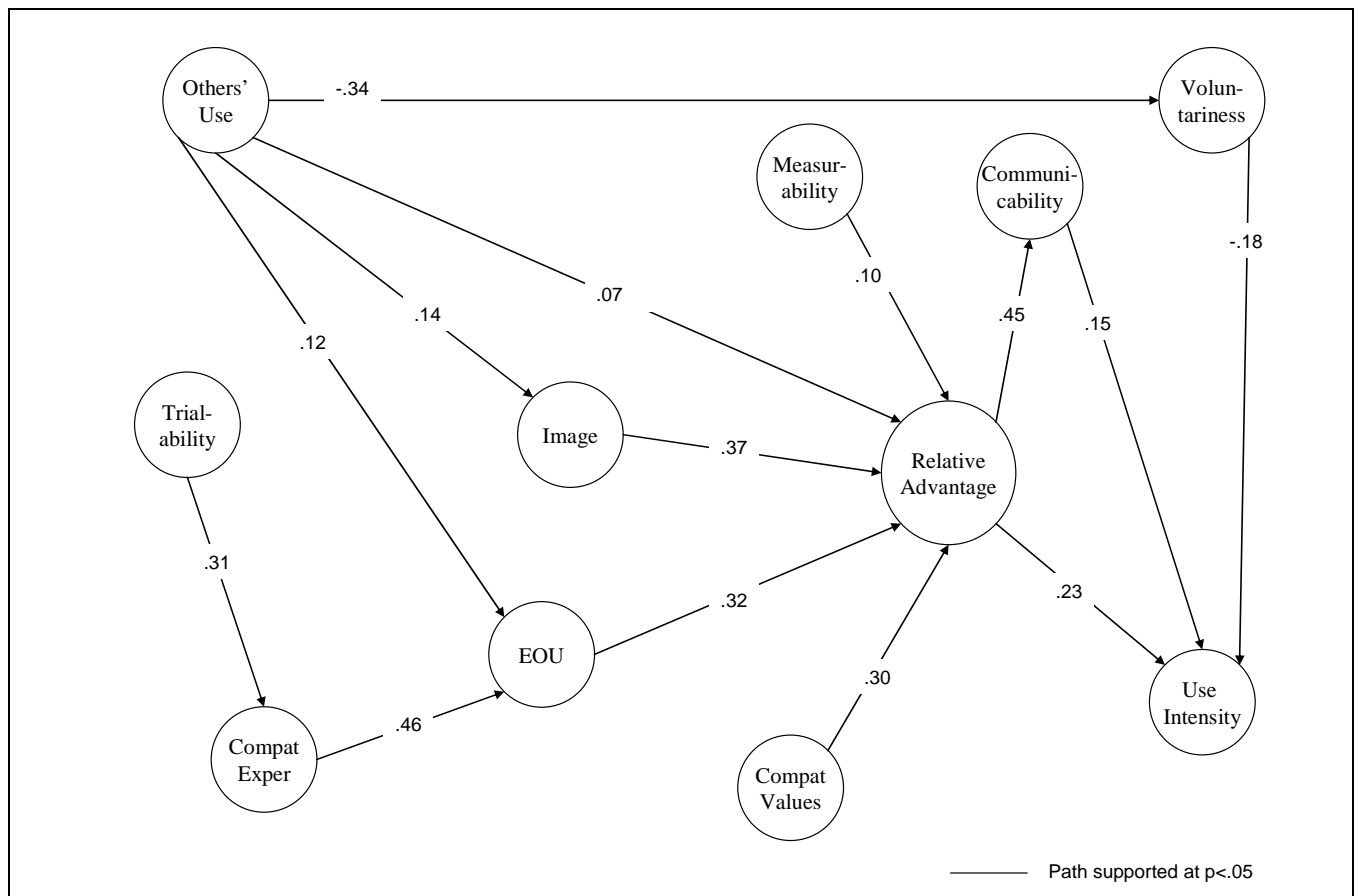 Others’
Use
-.34
Volun-
tariness
Measur-
ability
Communi-
cability
-.18
.10
.07
.45
.15
.14
.12
Trial-
ability
Image
.37
Relative
Advantage
.31
.32
.23
EOU
.30
Use
Intensity
.46
Compat
Exper
Compat
Values
Path supported at p<.05